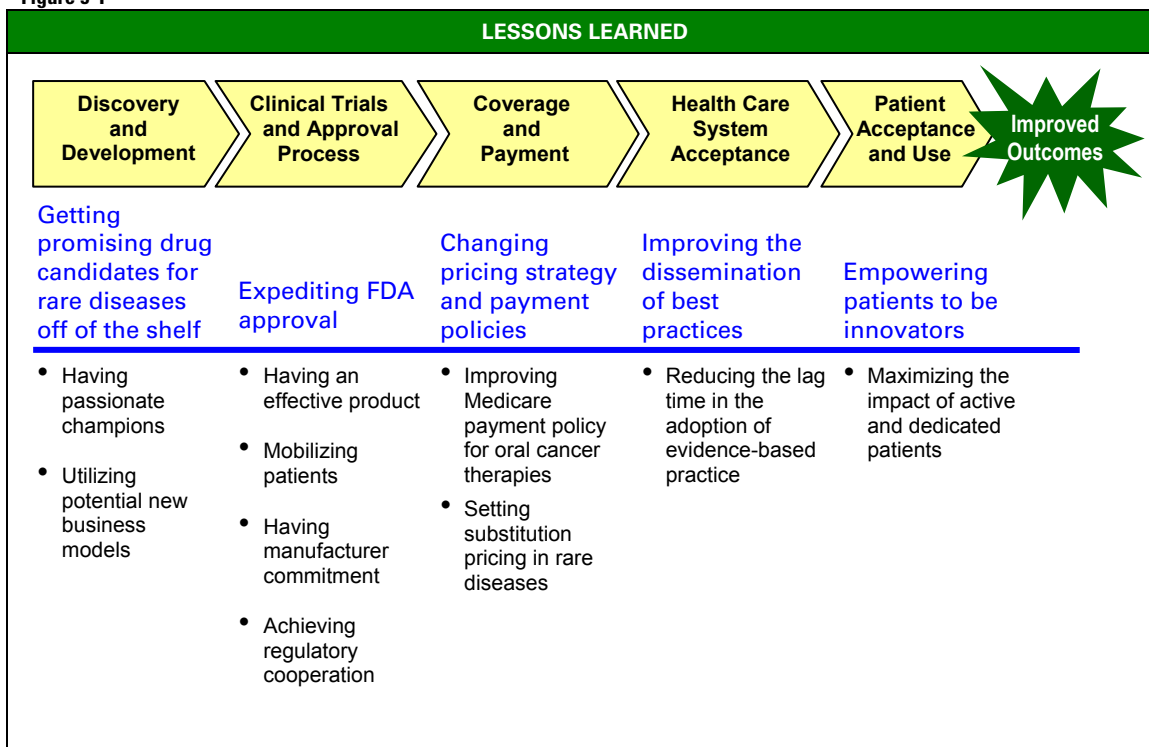 LESSONS LEARNED
Discovery
and
Development
Clinical Trials
and Approval
Process
Coverage
and
Payment
Health Care
System
Acceptance
Patient
Acceptance
and Use
Improved
Outcomes
Getting
promising drug
candidates for
rare diseases
off of the shelf
Expediting FDA
approval
Changing
pricing strategy
and payment
policies
Improving the
dissemination
of best
practices
Empowering
patients to be
innovators
• Having
passionate
champions
• Utilizing
potential new
business
models
• Having an
effective product
• Mobilizing
patients
• Having
manufacturer
commitment
• Achieving
regulatory
cooperation
• Improving
Medicare
payment policy
for oral cancer
therapies
• Setting
substitution
pricing in rare
diseases
• Reducing the lag
time in the
adoption of
evidence-based
practice
• Maximizing the
impact of active
and dedicated
patients